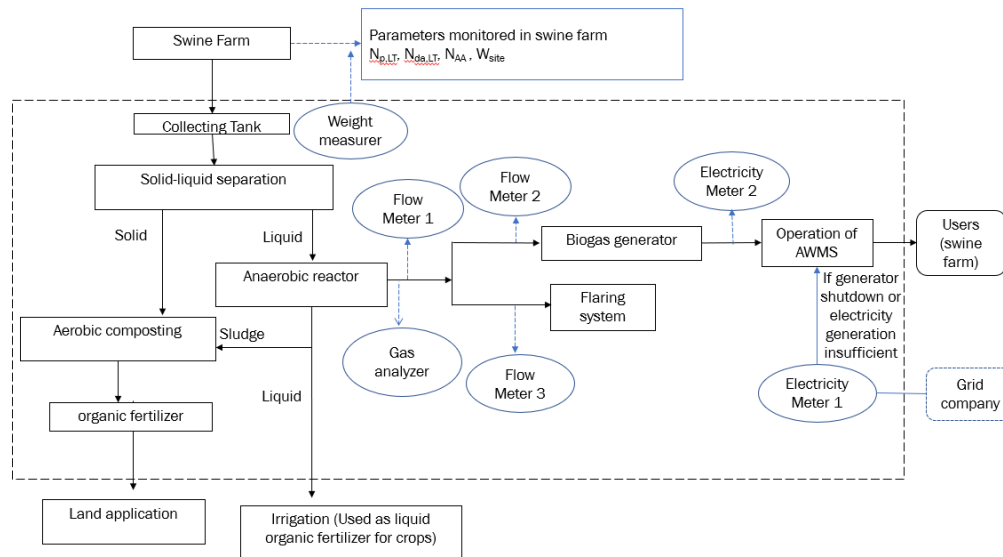 Swine Farm
Parameters monitored in swine farm
Np,LT, Nda,LT, NAA , Wsite
Collecting Tank
Weight
measurer
Solid-liquid separation
Flow
Meter 1
Flow
Meter 2
Electricity
Meter 2
Solid
Liquid
Biogas generator
Operation of
AWMS
Users
(swine
farm)
Anaerobic reactor
If generator
shutdown or
electricity
generation
insufficient
Flaring
system
Aerobic composting
Sludge
Gas
analyzer
Flow
Meter 3
Liquid
Electricity
Meter 1
Grid
company
organic fertilizer
Land application
Irrigation (Used as liquid
organic fertilizer for crops)